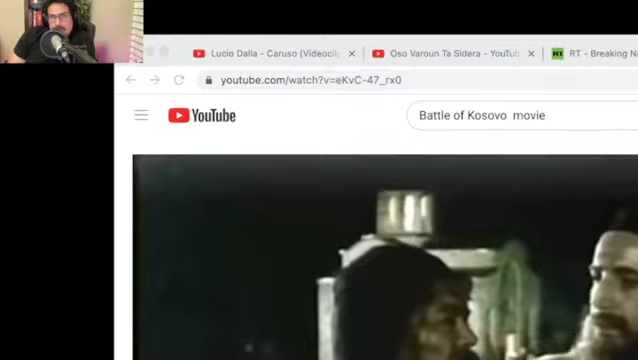 Lucio Dalla - Caruso (Videoclip
Oso Varoun Ta Sidera - YouTub
RT - Breaking Ne
youtube.com/watch?v=eKvC-47_rx0
YouTube
Battle of Kosovo movie